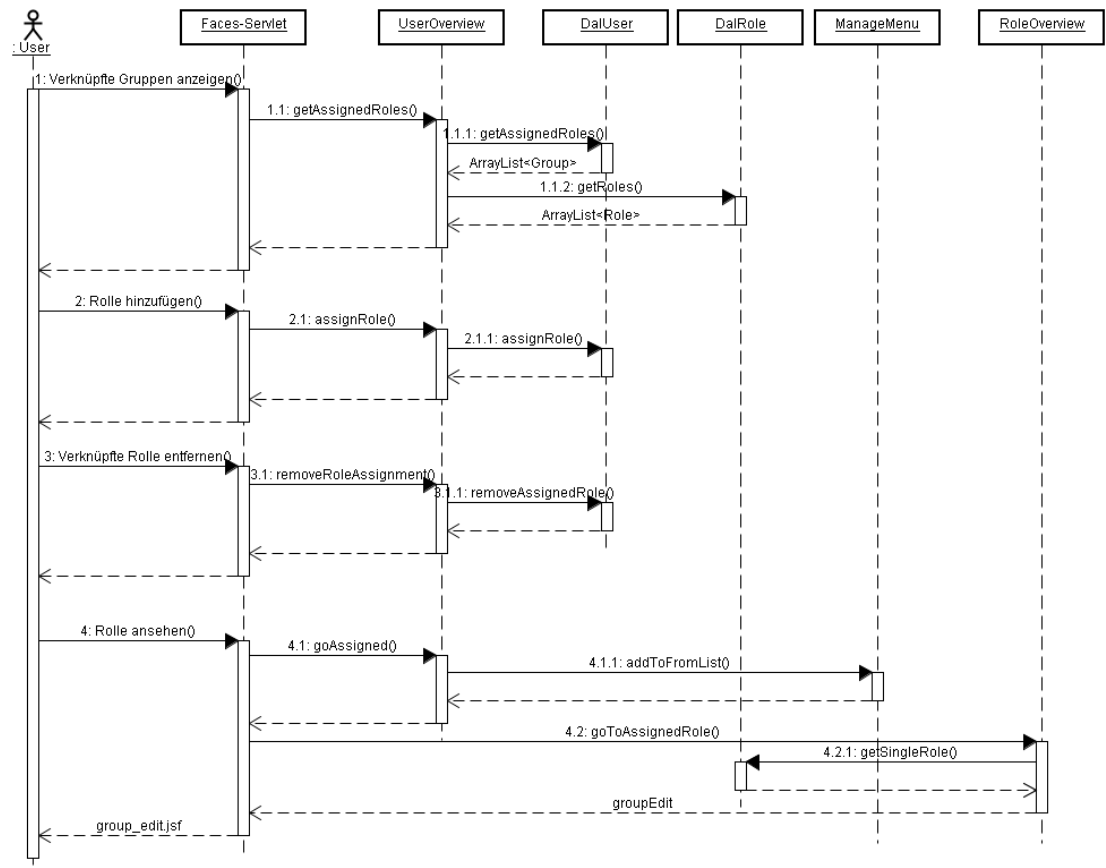 : User
Faces-Servlet
UserOverview
DalUser
DalRole
ManageMenu
RoleOverview
1: Verknüpfte Gruppen anzeigen()
1.1: getAssignedRoles()
1.1.1: getAssignedRoles()
ArrayList<Group>
1.1.2: getRoles()
ArrayList<Role>
2: Rolle hinzufügen()
2.1: assignRole()
2.1.1: assignRole()
3: Verknüpfte Rolle entfernen()
3.1: removeRoleAssignment()
3.1.1: removeAssignedRole()
4: Rolle ansehen()
4.1: goAssigned()
4.1.1: addToFromList()
4.2: goToAssignedRole()
4.2.1: getSingleRole()
groupEdit
group_edit.jsf